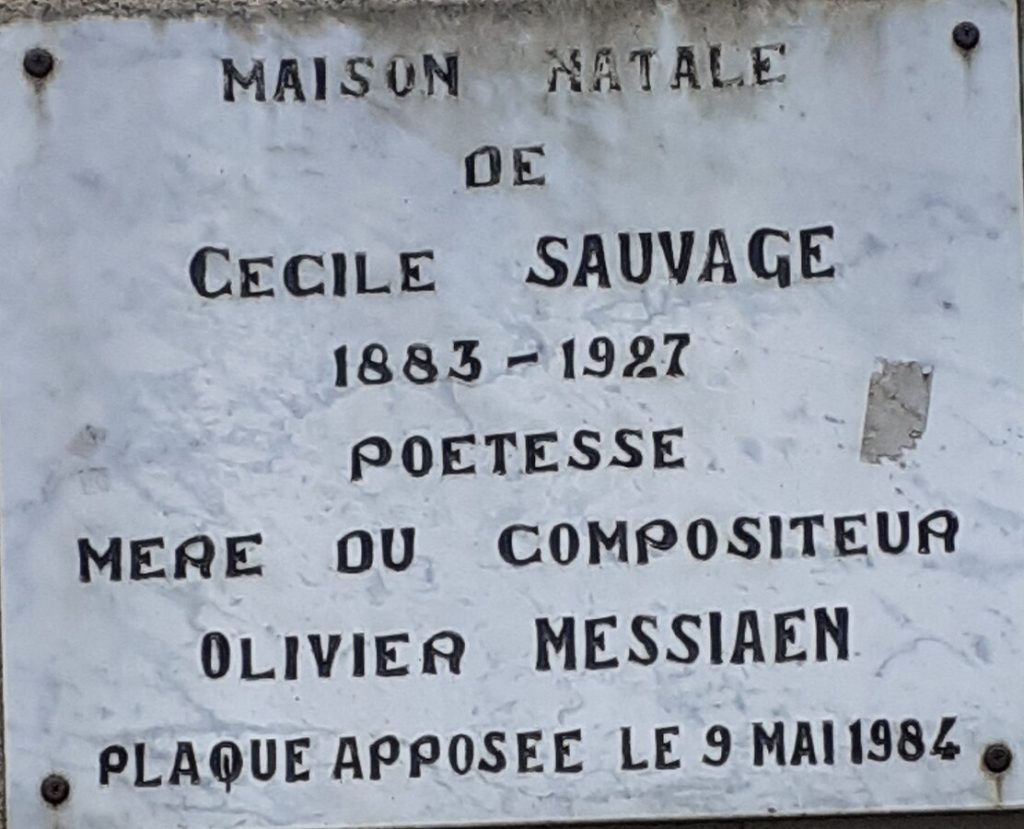 MAISON NATALE
DE
CECILE SAUVAGE
1883 - 1927
POETESSE
MERE DU COMPOSITEUR
OLIVIER MESSIAEN
PLAQUE APPOSEE LE 9 MAI 1984